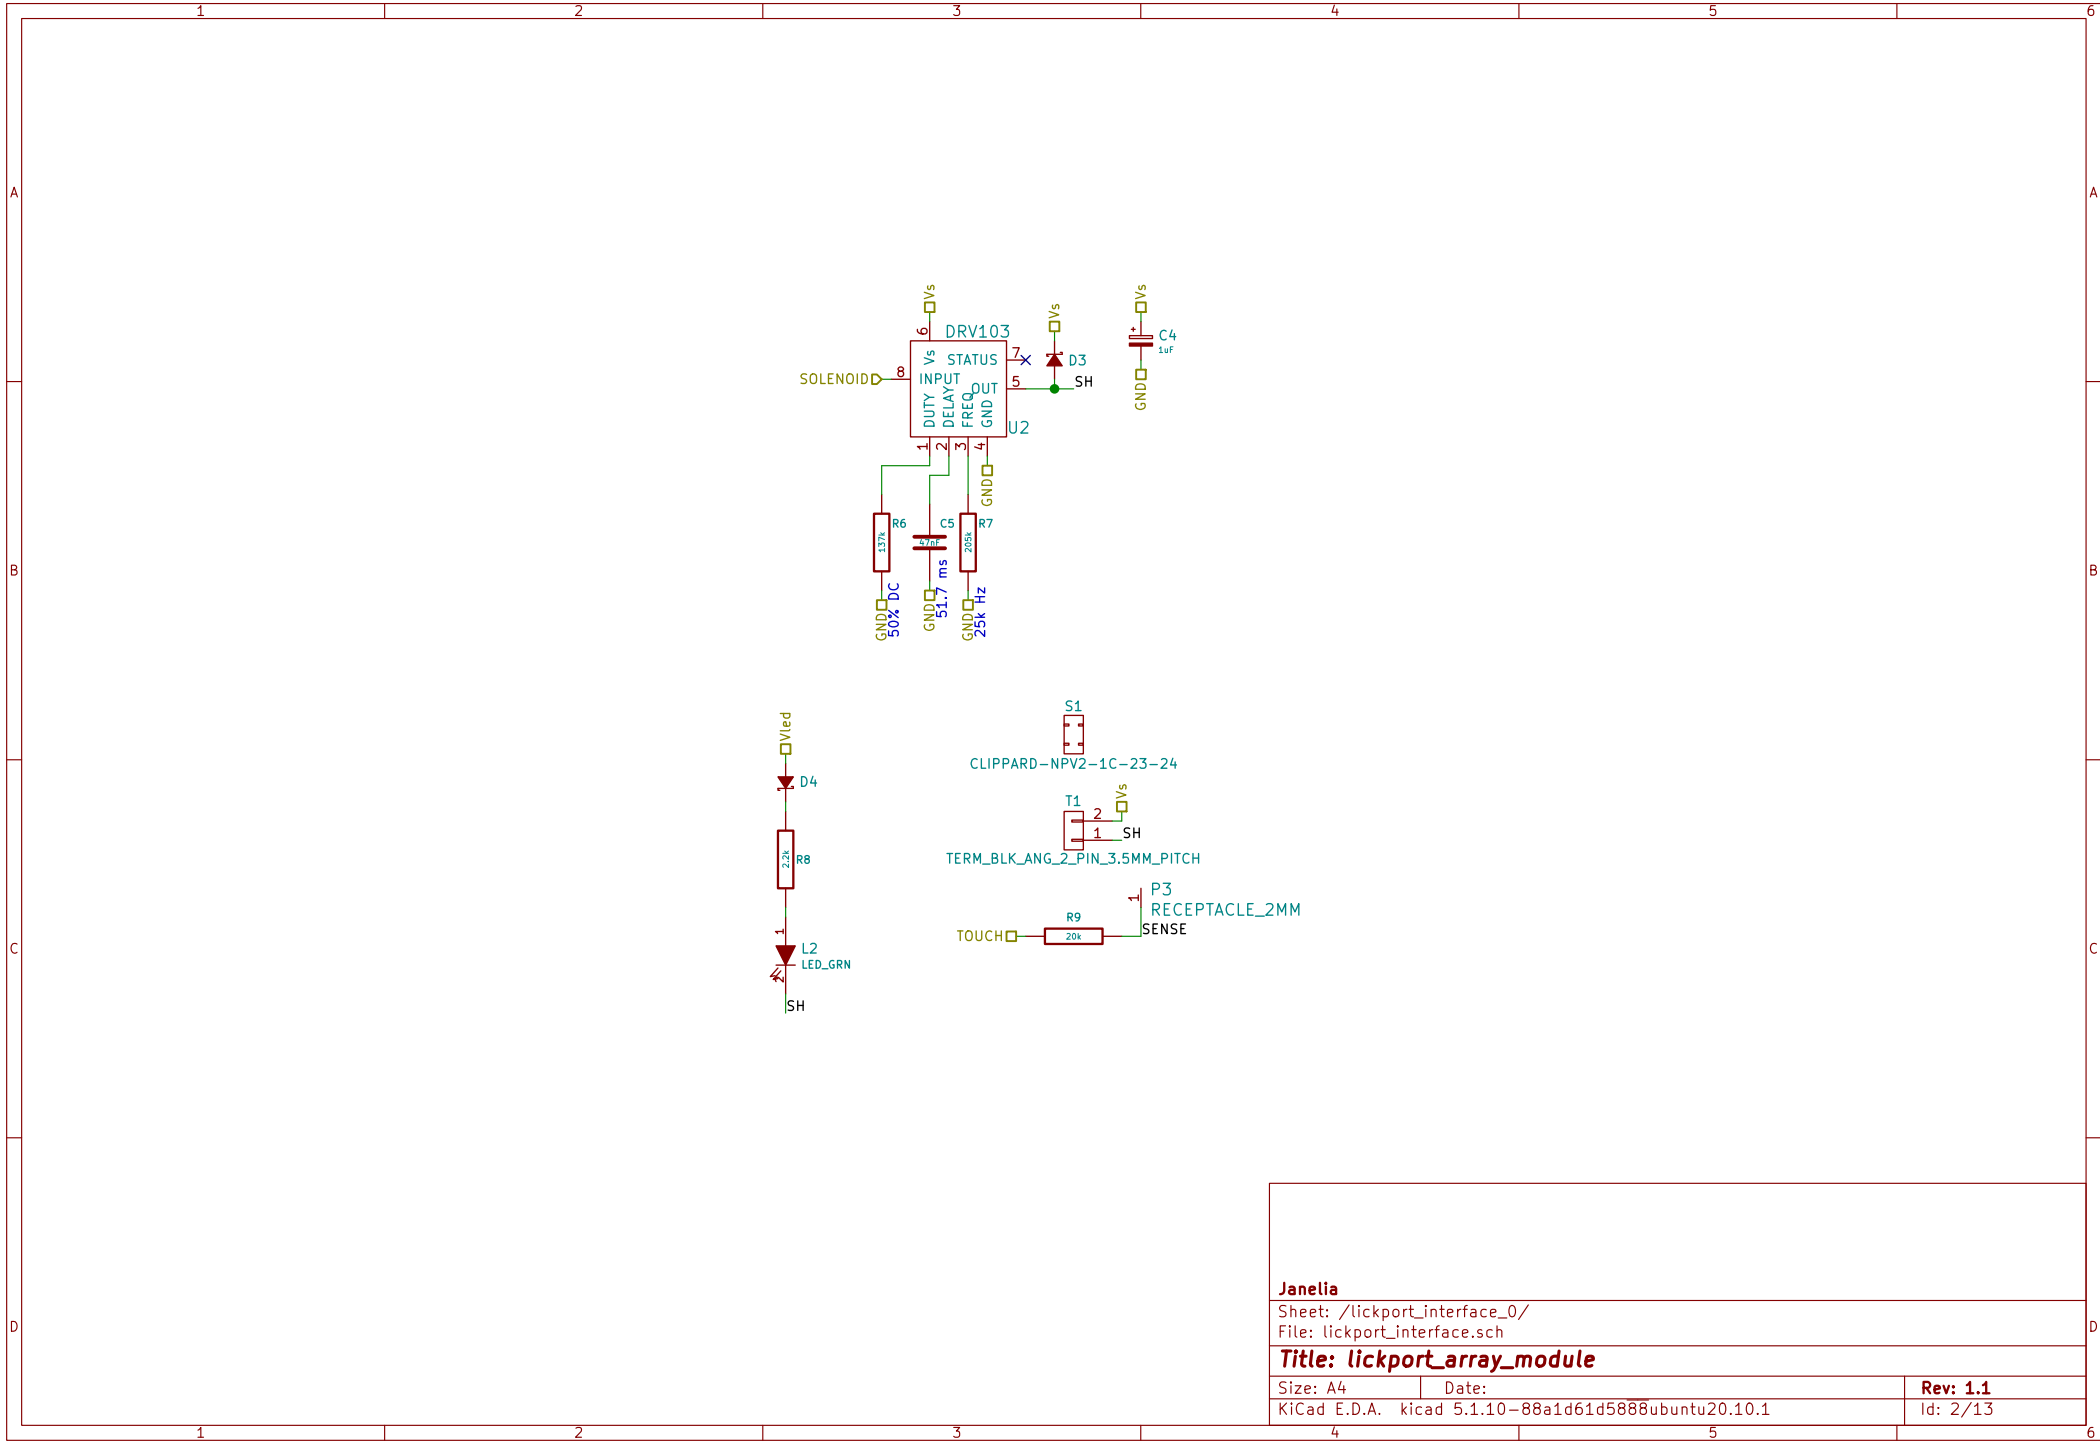 1 2 3 4 5 6
A A
Vs
Vs
Vs
6
DRV103
C4
1uF
Vs STATUS 7
D3
SOLENOID 8 INPUT
OUT 5 SH
GND
DUTY DELAY FREQ GND
U2
1 2 3 4
GND
R6 C5 R7
137k 47nF 205k
B B
GND 50% DC GND 51.7 ms GND 25k Hz
S1
Vled
CLIPPARD-NPV2-1C-23-24
D4
Vs
T1
2
1 SH
TERM_BLK_ANG_2_PIN_3.5MM_PITCH
2.2k R8
1 P3
RECEPTACLE_2MM
R9
SENSE
TOUCH 20k
1
C L2 C
LED_GRN
2
SH
Janelia
Sheet: /lickport_interface_0/
File: lickport_interface.sch
D D
Title: lickport_array_module
Size: A4 Date: Rev: 1.1
KiCad E.D.A. kicad 5.1.10-88a1d61d5888ubuntu20.10.1 Id: 2/13
1 2 3 4 5 6